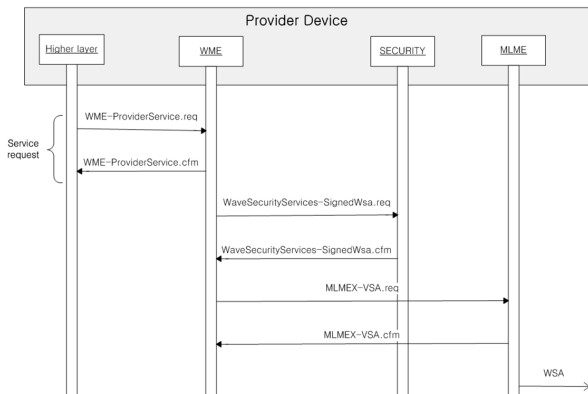 Provider Device
Higher layer
WME
SECURITY
MLME
WME-ProviderService.req
Service
request
WME-ProviderService.cfm
WaveSecurityServices-SignedWsa.req
WaveSecurityServices-SignedWsa.cfm
MLMEX-VSA.req
MLMEX-VSA.cfm
WSA